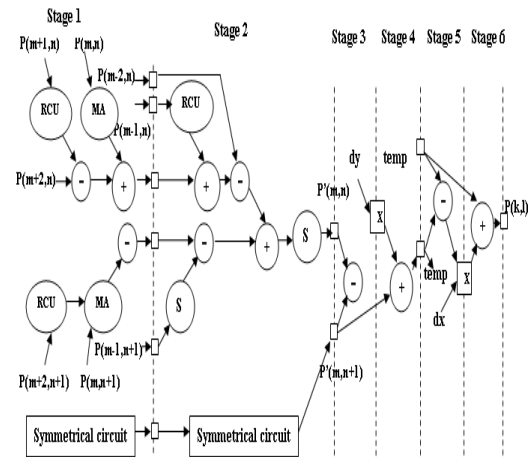 Stage 1
Stage 2
Stage 3
Stage 4
Stage 5
Stage 6
P(m+1,n)
P(m,n)
P(m-2,n)
RCU
MA
RCU
P(m-1,n)
P(m+2,n)
-
+
+
-
dy
temp
P'(m,n)
-
P(k,l)
X
+
-
-
+
S
-
temp
X
RCU
MA
S
+
dx
P(m-1,n+1)
P'(m,n+1)
P(m+2,n+1)
P(m,n+1)
Symmetrical circuit
Symmetrical circuit